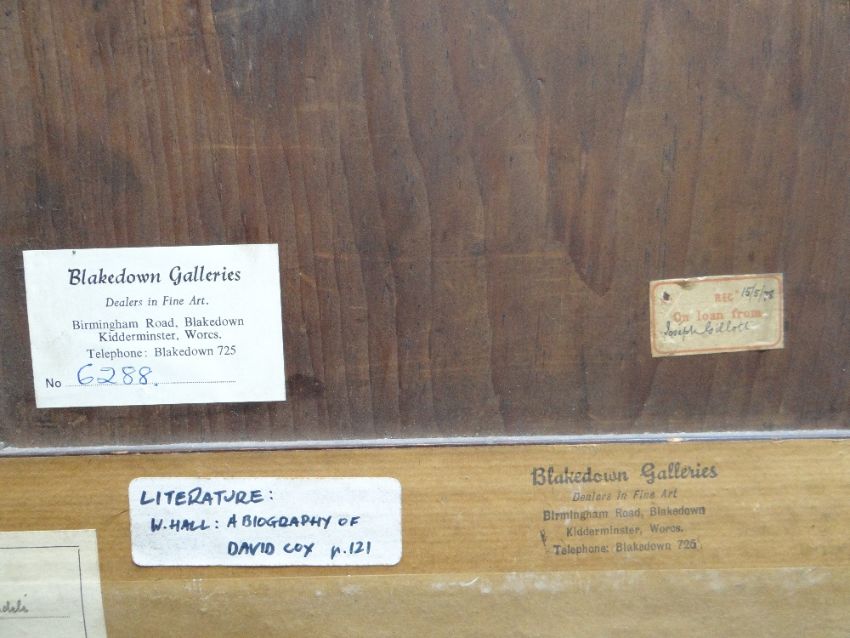 Blakedown Galleries
Dealers in Fine Art.
Birmingham Road, Blakedown
Kidderminster, Worcs.
Telephone: Blakedown 725
No 6288.
REC^D 15/5/78
On loan from
Joseph Gillott
LITERATURE:
W. HALL: A BIOGRAPHY OF
DAVID COX p.121
Blakedown Galleries
Dealers in Fine Art
Birmingham Road, Blakedown
Kidderminster, Worcs.
Telephone: Blakedown 725